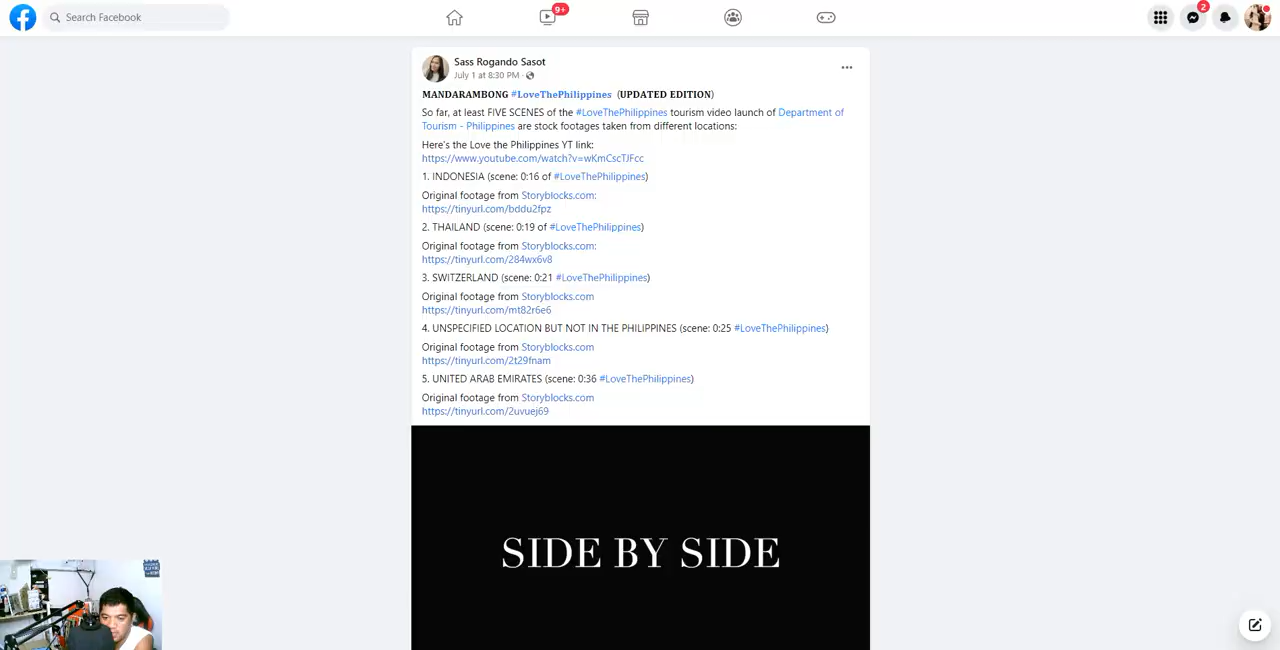 Search Facebook
9+
2
Sass Rogando Sasot
July 1 at 8:30 PM ·
MANDARAMBONG #LoveThePhilippines (UPDATED EDITION)
So far, at least FIVE SCENES of the #LoveThePhilippines tourism video launch of Department of
Tourism - Philippines are stock footages taken from different locations:
Here's the Love the Philippines YT link:
https://www.youtube.com/watch?v=wKmCscTJFcc
1. INDONESIA (scene: 0:16 of #LoveThePhilippines)
Original footage from Storyblocks.com:
https://tinyurl.com/bddu2fpz
2. THAILAND (scene: 0:19 of #LoveThePhilippines)
Original footage from Storyblocks.com:
https://tinyurl.com/284wx6v8
3. SWITZERLAND (scene: 0:21 #LoveThePhilippines)
Original footage from Storyblocks.com
https://tinyurl.com/mt82r6e6
4. UNSPECIFIED LOCATION BUT NOT IN THE PHILIPPINES (scene: 0:25 #LoveThePhilippines)
Original footage from Storyblocks.com
https://tinyurl.com/2t29fnam
5. UNITED ARAB EMIRATES (scene: 0:36 #LoveThePhilippines)
Original footage from Storyblocks.com
https://tinyurl.com/2uvuej69
SIDE BY SIDE